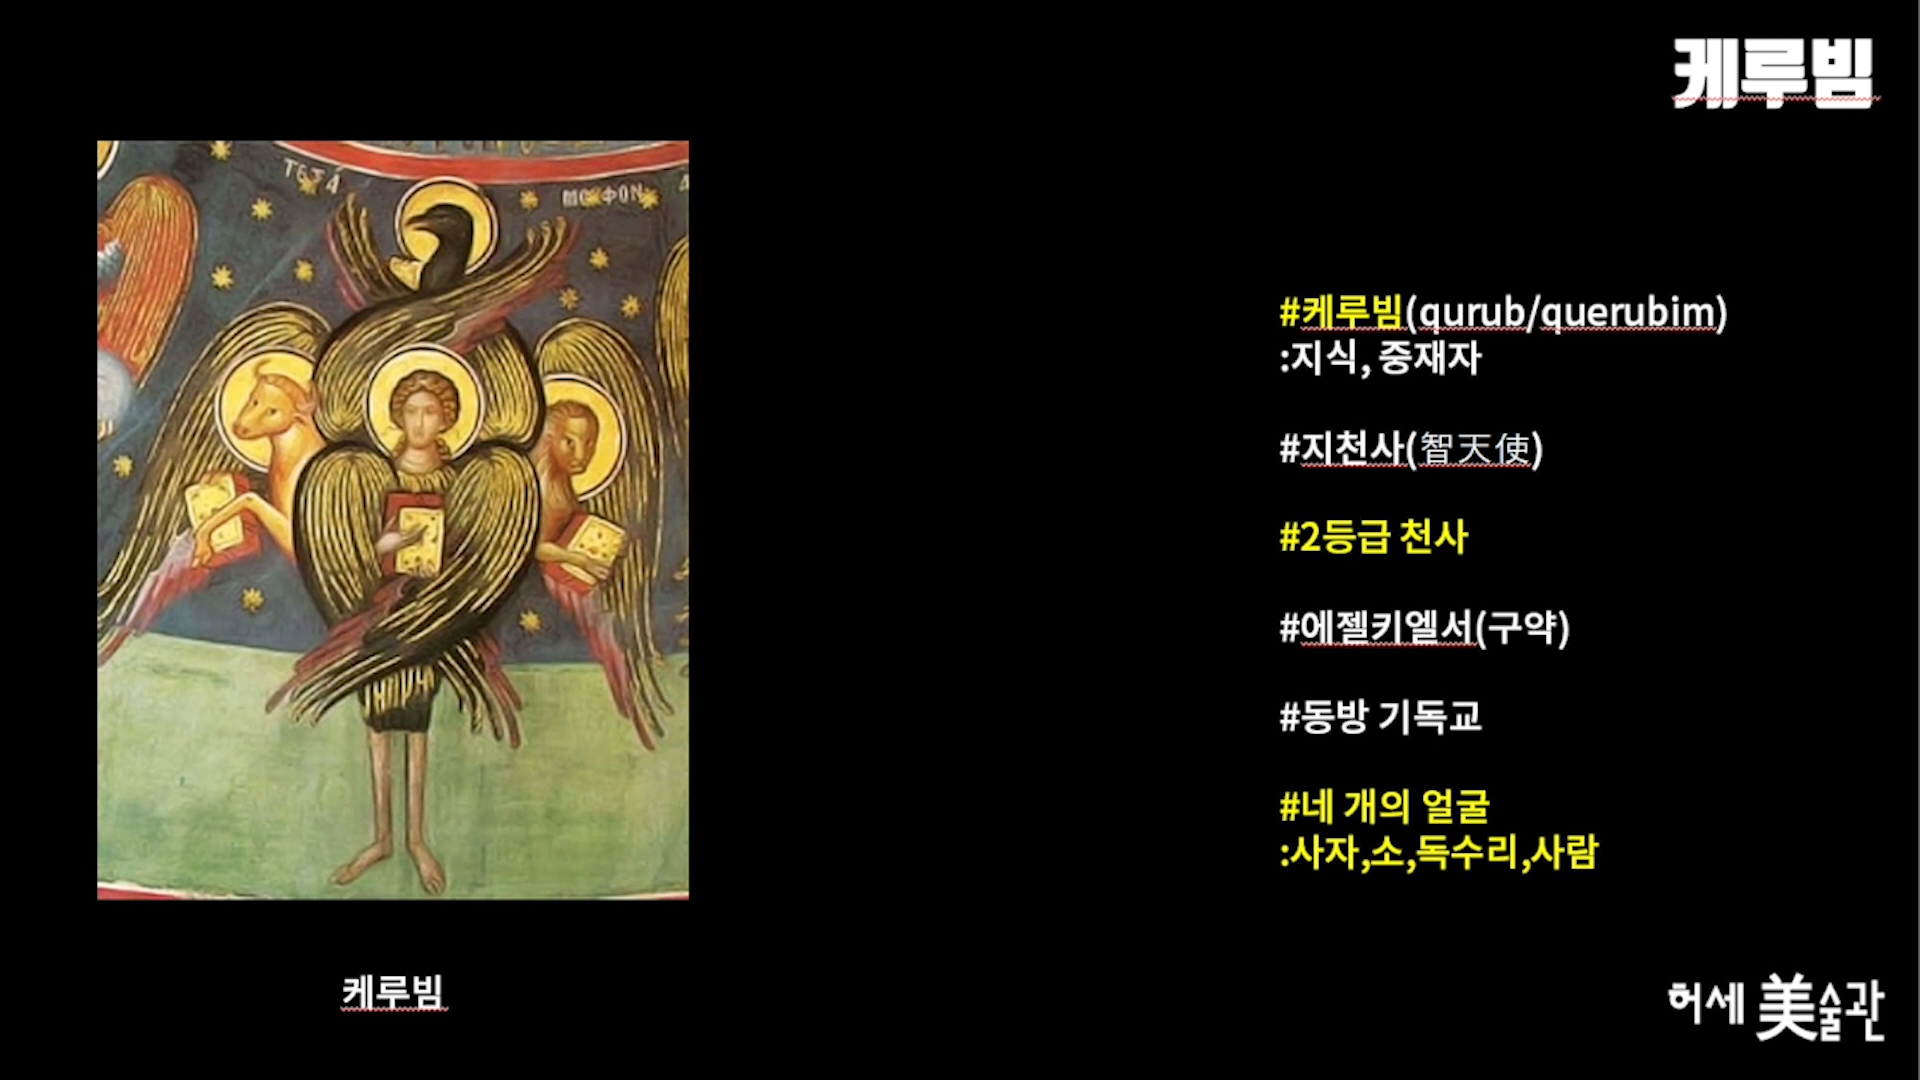 케루빔
ΤΕΤΡΆ
ΜΟΡΦΟΝ
#케루빔(qurub/querubim)
:지식, 중재자
#지천사(智天使)
#2등급 천사
#에젤키엘서(구약)
#동방 기독교
#네 개의 얼굴
:사자,소,독수리,사람
케루빔
허세 美술관